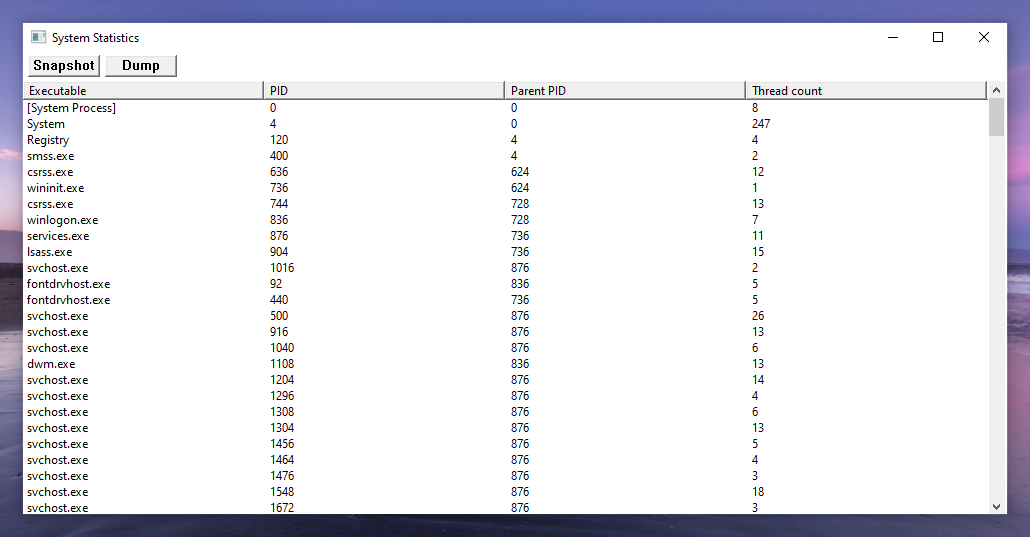 System Statistics
Snapshot Dump
Executable PID Parent PID Thread count
[System Process] 0 0 8
System 4 0 247
Registry 120 4 4
smss.exe 400 4 2
csrss.exe 636 624 12
wininit.exe 736 624 1
csrss.exe 744 728 13
winlogon.exe 836 728 7
services.exe 876 736 11
lsass.exe 904 736 15
svchost.exe 1016 876 2
fontdrvhost.exe 92 836 5
fontdrvhost.exe 440 736 5
svchost.exe 500 876 26
svchost.exe 916 876 13
svchost.exe 1040 876 6
dwm.exe 1108 836 13
svchost.exe 1204 876 14
svchost.exe 1296 876 4
svchost.exe 1308 876 6
svchost.exe 1304 876 13
svchost.exe 1456 876 5
svchost.exe 1464 876 4
svchost.exe 1476 876 3
svchost.exe 1548 876 18
svchost.exe 1672 876 3